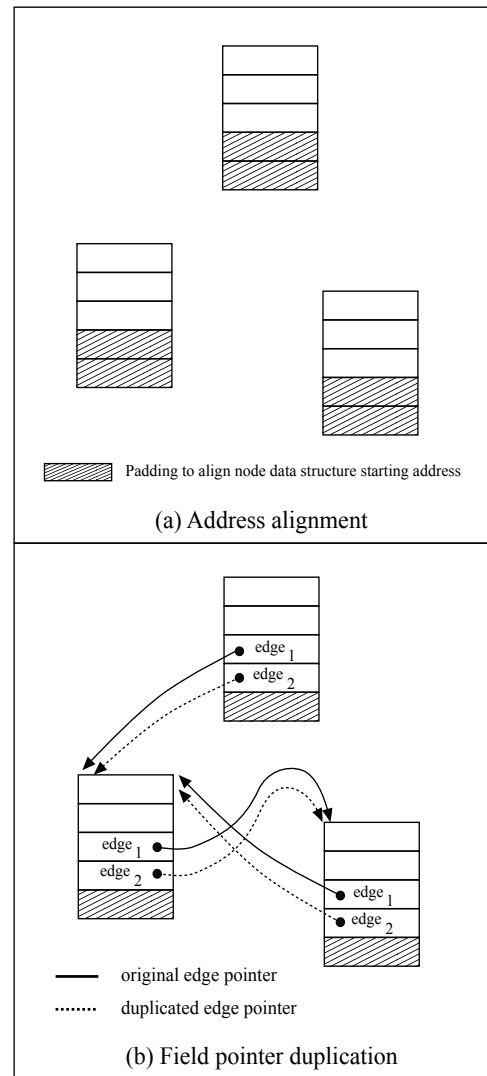 Padding to align node data structure starting address
(a) Address alignment
edge 1
edge 2
edge 1
edge 2
edge 1
edge 2
original edge pointer
duplicated edge pointer
(b) Field pointer duplication